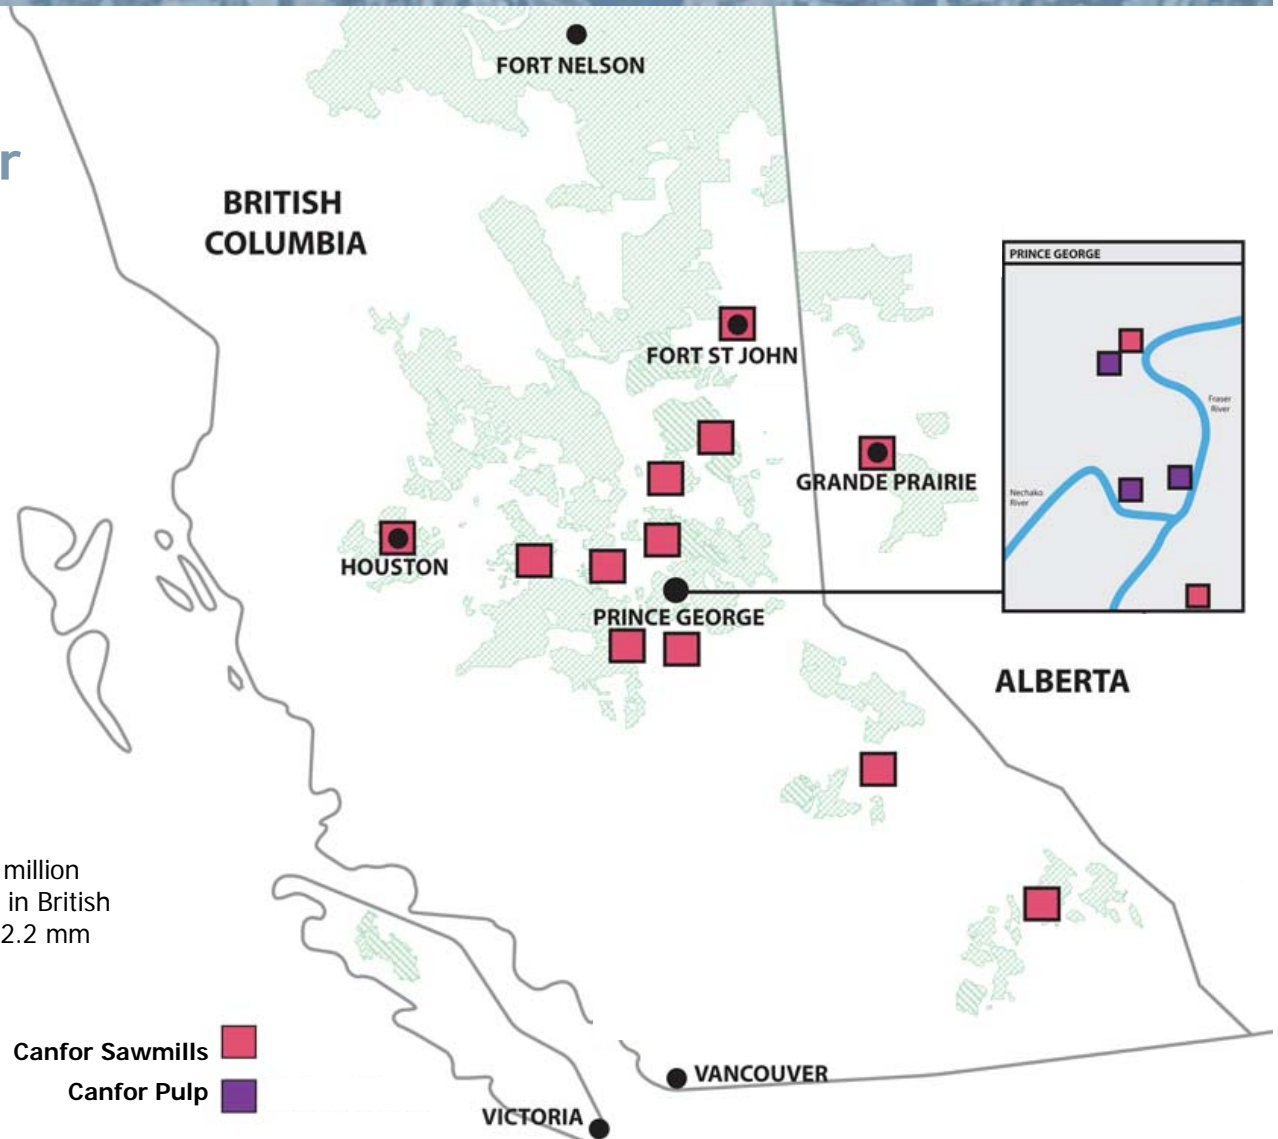 FORT NELSON
r
BRITISH
COLUMBIA
PRINCE GEORGE
FORT ST JOHN
Fraser
River
GRANDE PRAIRIE
Nechako
River
HOUSTON
PRINCE GEORGE
ALBERTA
million
in British
2.2 mm
Canfor Sawmills
Canfor Pulp
VANCOUVER
VICTORIA